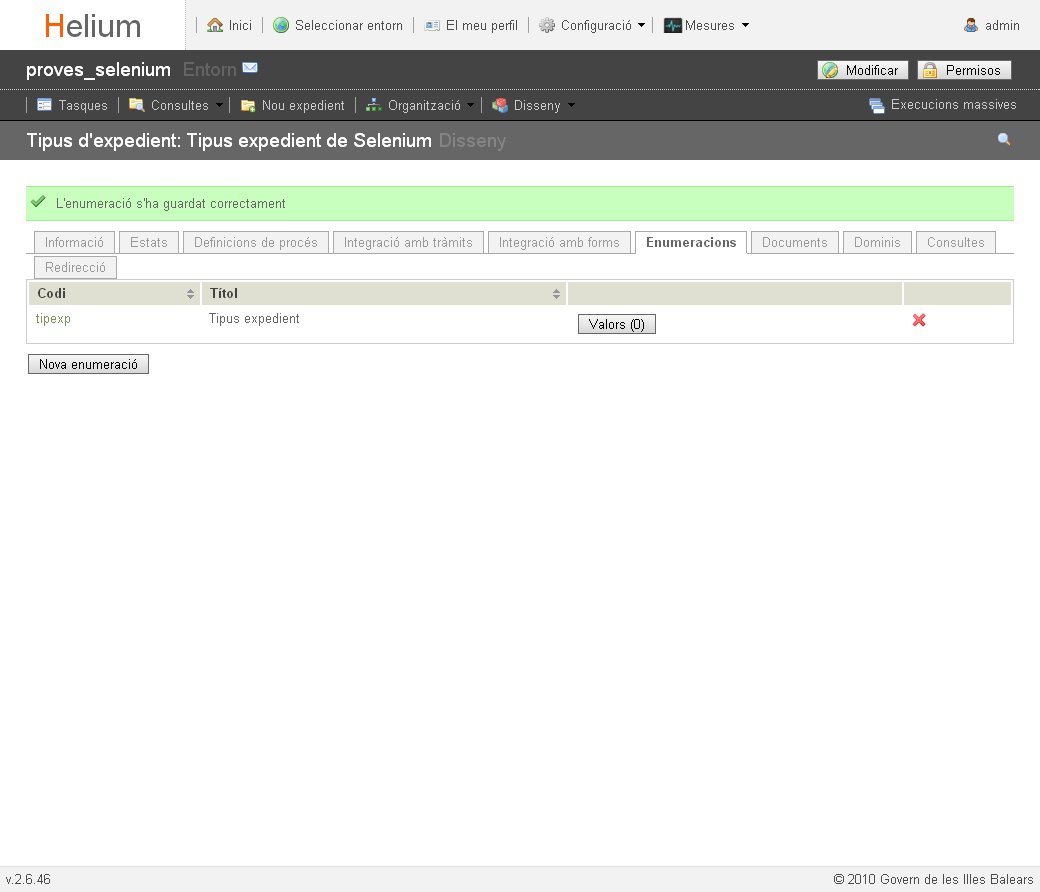 Helium
Inici
Seleccionar entorn
El meu perfil
Configuració
Mesures
admin
proves_selenium Entorn
Modificar
Permisos
Tasques
Consultes
Nou expedient
Organització
Disseny
Execucions massives
Tipus d'expedient: Tipus expedient de Selenium Disseny
L'enumeració s'ha guardat correctament
Informació
Estats
Definicions de procés
Integració amb tràmits
Integració amb forms
Enumeracions
Documents
Dominis
Consultes
Redirecció
Codi
Títol
tipexp
Tipus expedient
Valors (0)
Nova enumeració
v.2.6.46
© 2010 Govern de les Illes Balears